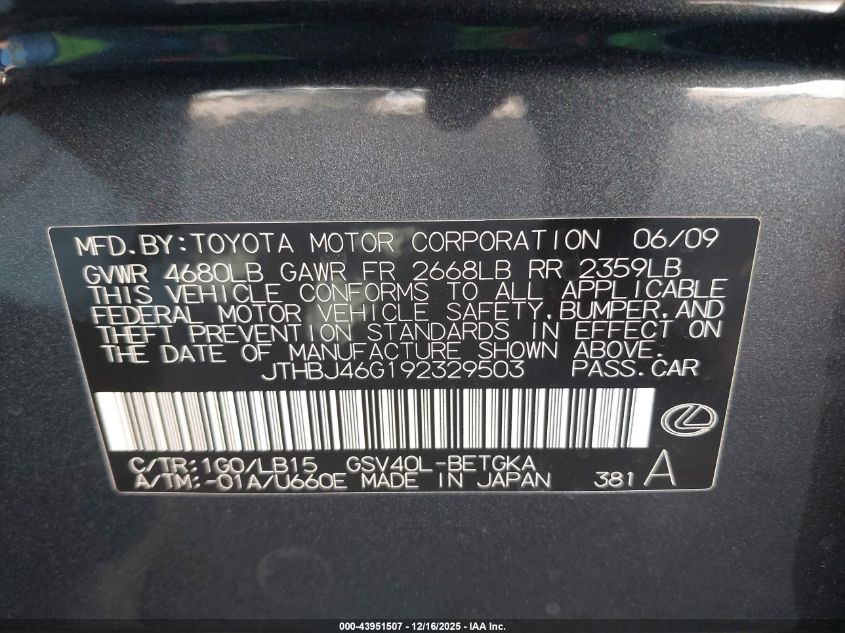 MFD.BY:TOYOTA MOTOR CORPORATION 06/09
GVWR 4680LB GAWR FR 2668LB RR 2359LB
THIS VEHICLE CONFORMS TO ALL APPLICABLE
FEDERAL MOTOR VEHICLE SAFETY,BUMPER,AND
THEFT PREVENTION STANDARDS IN EFFECT ON
THE DATE OF MANUFACTURE SHOWN ABOVE.
JTHBJ46G192329503 PASS.CAR
C/TR:1G0/LB15 GSV40L-BETGKA
A/TM:-01A/U660E MADE IN JAPAN 381 A
000-43951507 - 12/16/2025 - IAA Inc.